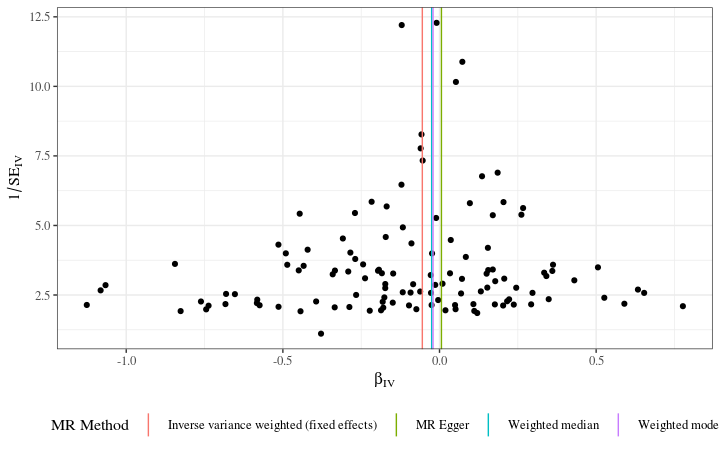 12.5
10.0
7.5
5.0
2.5
1/SE_IV
-1.0 -0.5 0.0 0.5
β_IV
MR Method Inverse variance weighted (fixed effects) MR Egger Weighted median Weighted mode